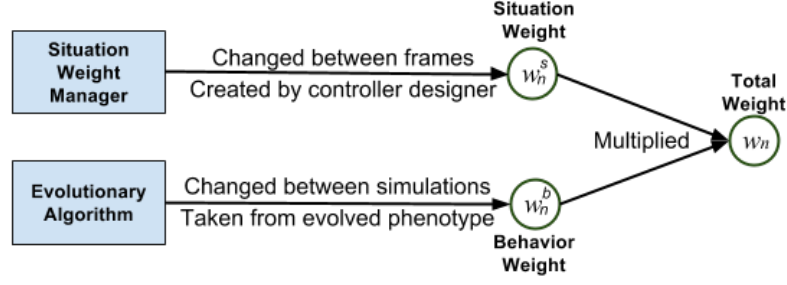 Situation
Weight
Manager
Changed between frames
Created by controller designer
Situation
Weight
w_n^s
Evolutionary
Algorithm
Changed between simulations
Taken from evolved phenotype
w_n^b
Behavior
Weight
Multiplied
Total
Weight
w_n